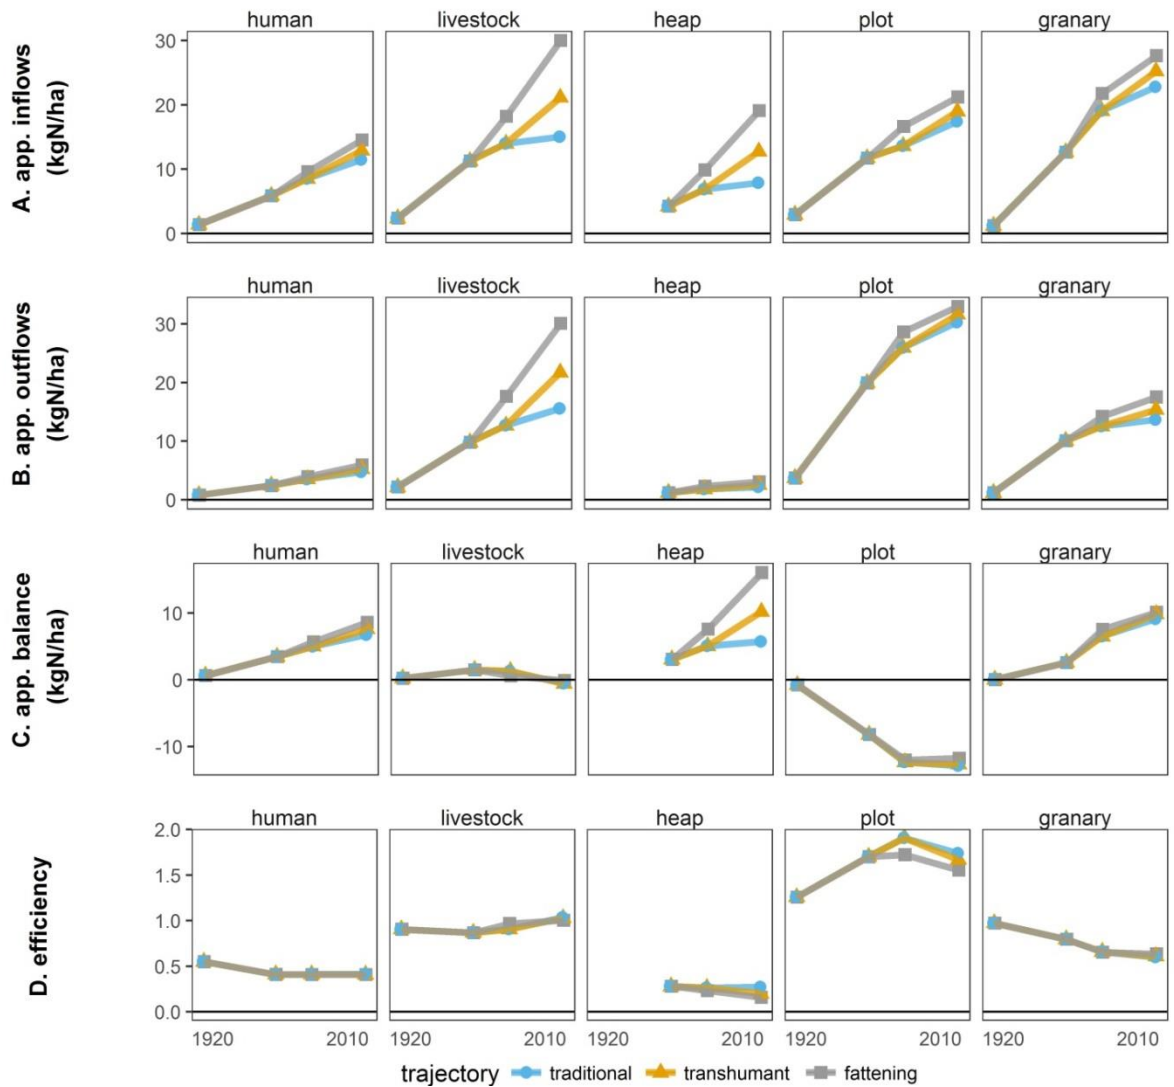 human livestock heap plot granary
A. app. inflows
(kgN/ha)
30
20
10
0
human livestock heap plot granary
B. app. outflows
(kgN/ha)
30
20
10
0
human livestock heap plot granary
C. app. balance
(kgN/ha)
10
0
-10
human livestock heap plot granary
D. efficiency
2.0
1.5
1.0
0.5
0.0
1920 2010 1920 2010 1920 2010 1920 2010 1920 2010
trajectory traditional transhumant fattening